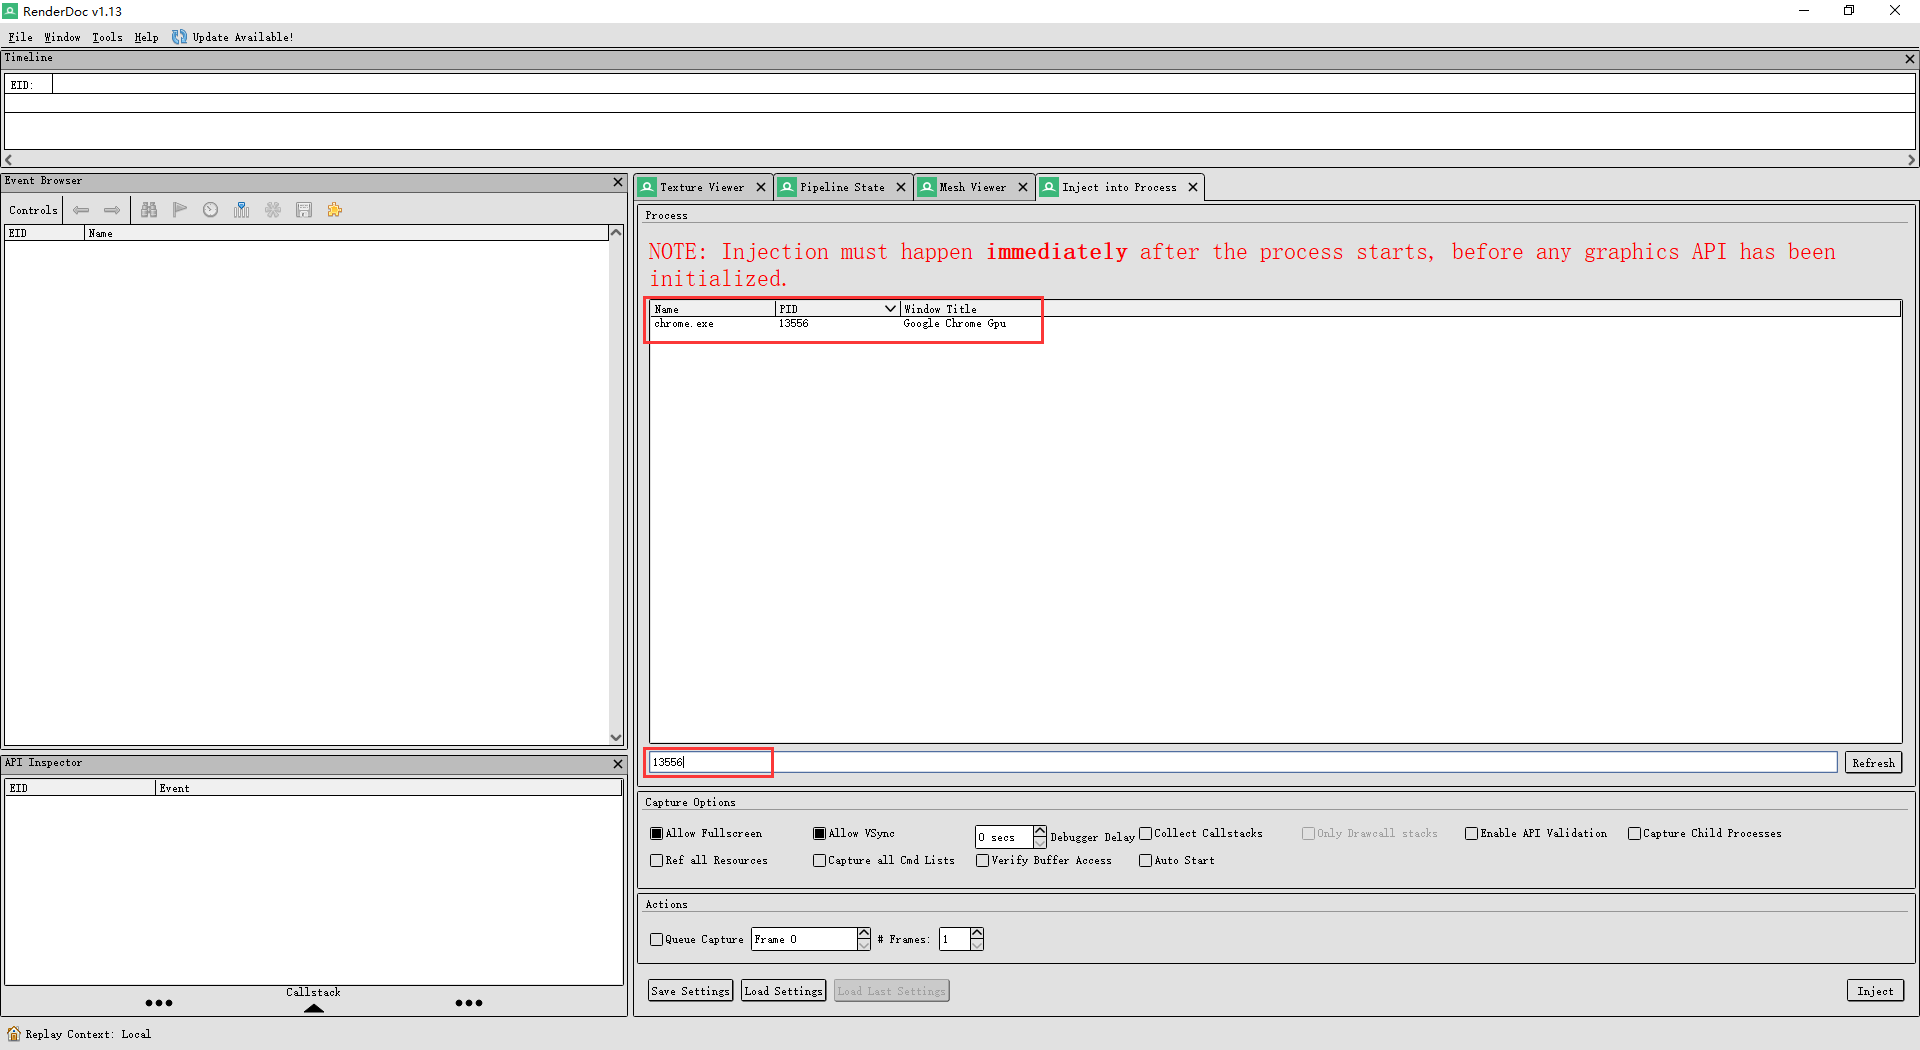 RenderDoc v1.13
File Window Tools Help Update Available!
Timeline
EID:
Event Browser
Controls
EID Name
API Inspector
EID Event
Callstack
Texture Viewer Pipeline State Mesh Viewer Inject into Process
Process
NOTE: Injection must happen immediately after the process starts, before any graphics API has been
initialized.
Name PID Window Title
chrome.exe 13556 Google Chrome Gpu
13556 Refresh
Capture Options
Allow Fullscreen Allow VSync 0 secs Debugger Delay Collect Callstacks Only Drawcall stacks Enable API Validation Capture Child Processes
Ref all Resources Capture all Cmd Lists Verify Buffer Access Auto Start
Actions
Queue Capture Frame 0 # Frames: 1
Save Settings Load Settings Load Last Settings Inject
Replay Context: Local